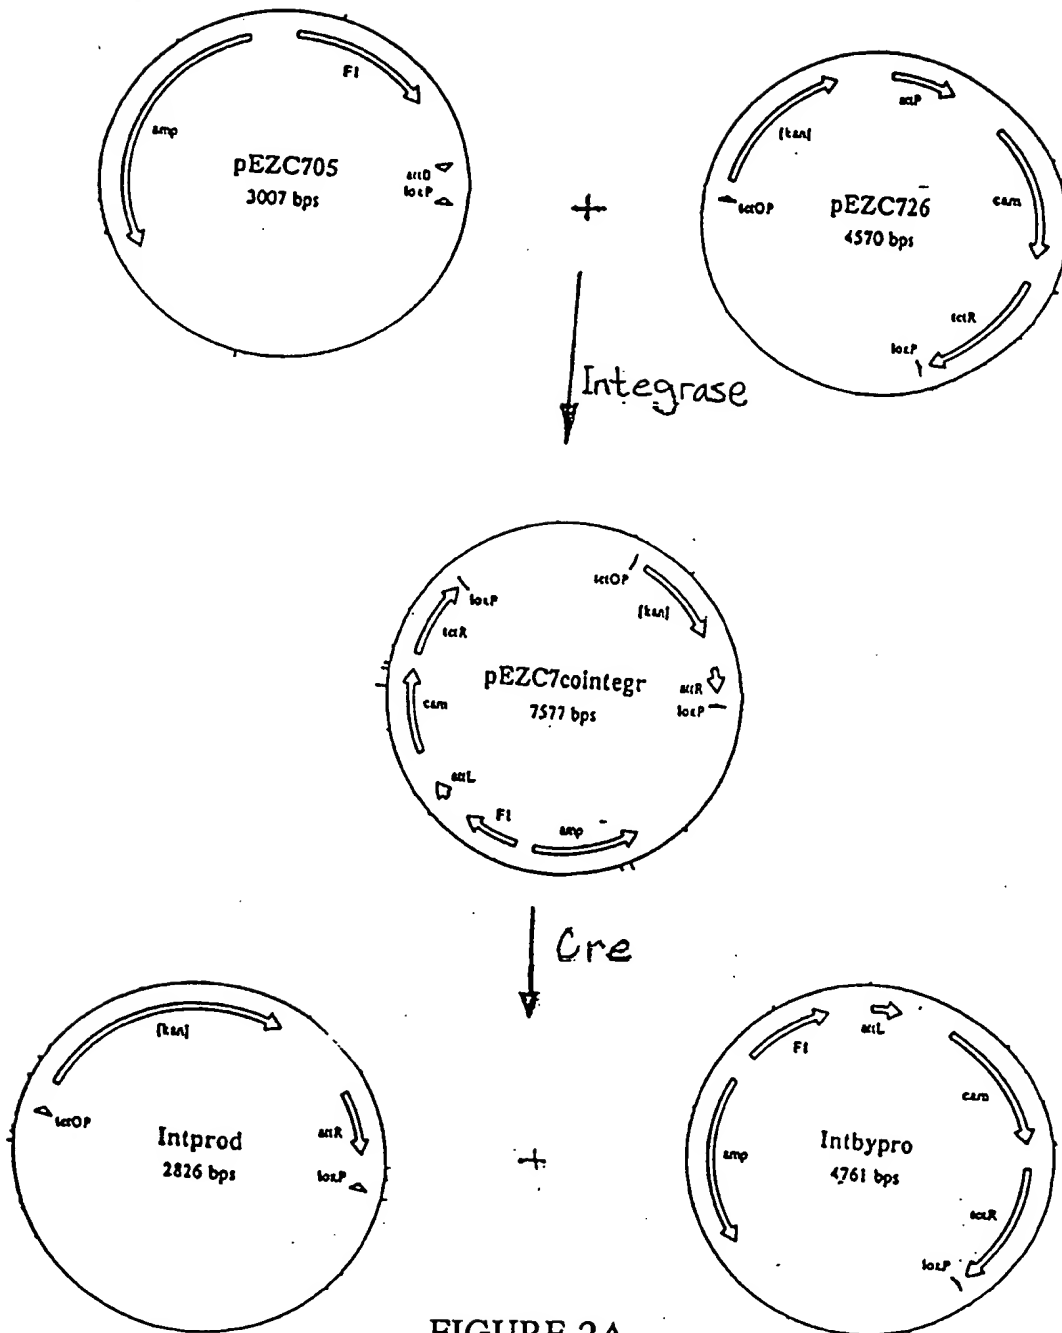 F1
amp
pEZC705
3007 bps
attB
loxP
+
attP
[kan]
cam
tetOP
pEZC726
4570 bps
tetR
loxP
Integrase
tetOP
loxP
[kan]
tetR
pEZC7cointegr
7577 bps
attR
loxP
cam
attL
F1
amp
Cre
[kan]
tetOP
attR
Intprod
2826 bps
loxP
+
attL
F1
cam
amp
Intbypro
4761 bps
tetR
loxP
FIGURE 2A